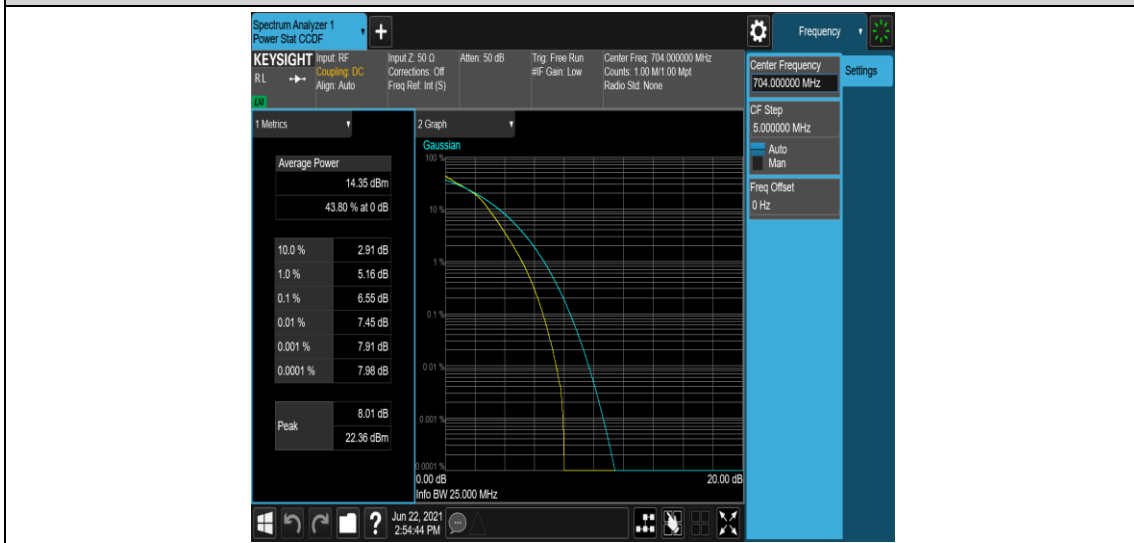 Spectrum Analyzer 1
Power Stat CCDF
+
Frequency
KEYSIGHT
RL
LXI
Input: RF
Coupling: DC
Align: Auto
Input Z: 50 Ω
Corrections: Off
Freq Ref: Int (S)
Atten: 50 dB
Trig: Free Run
#IF Gain: Low
Center Freq: 704.000000 MHz
Counts: 1.00 M/1.00 Mpt
Radio Std: None
Center Frequency
704.000000 MHz
Settings
CF Step
5.000000 MHz
Auto
Man
Freq Offset
0 Hz
1 Metrics
Average Power
14.35 dBm
43.80 % at 0 dB
10.0 % 2.91 dB
1.0 % 5.16 dB
0.1 % 6.55 dB
0.01 % 7.45 dB
0.001 % 7.91 dB
0.0001 % 7.98 dB
Peak
8.01 dB
22.36 dBm
2 Graph
Gaussian
100 %
10 %
1 %
0.1 %
0.01 %
0.001 %
0.0001 %
0.00 dB 20.00 dB
Info BW 25.000 MHz
?
Jun 22, 2021
2:54:44 PM